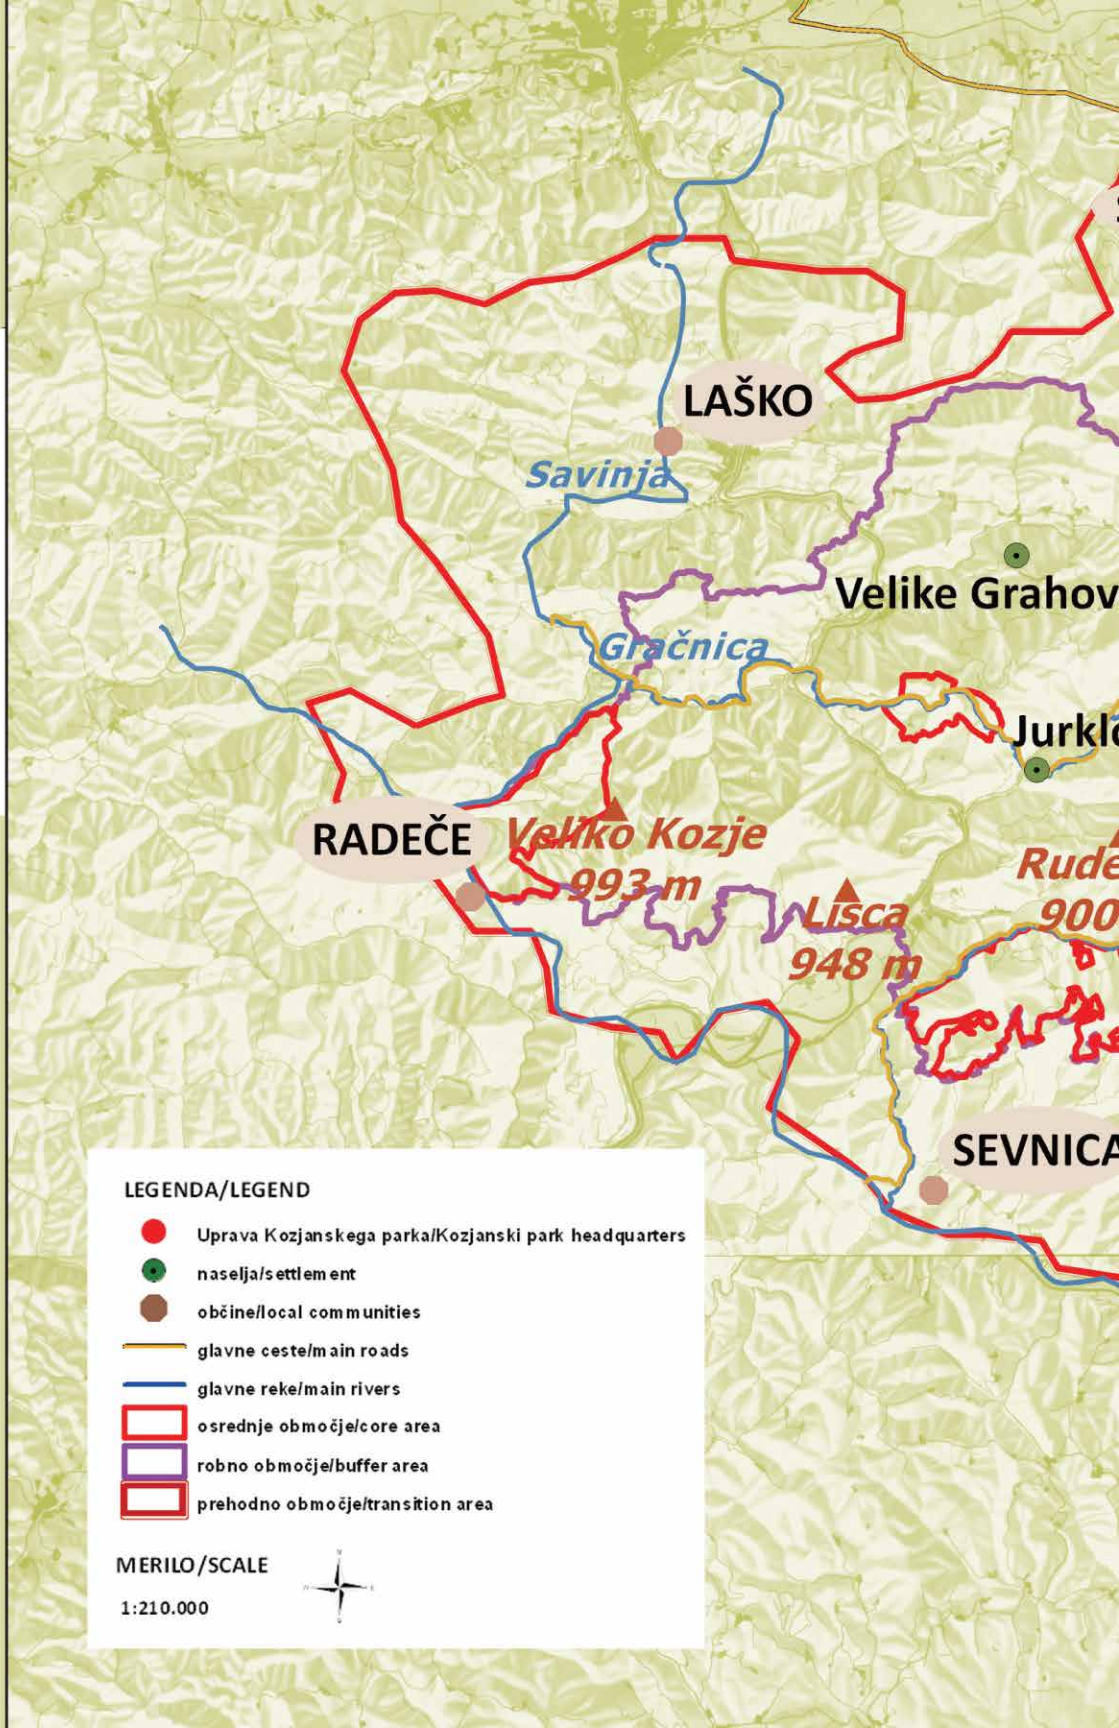 LAŠKO
Savinja
Velike Grahov
Gračnica
Jurklo
RADEČE
Veliko Kozje
993 m
Lisca
948 m
Rude
900
SEVNICA
LEGENDA/LEGEND
Uprava Kozjanskega parka/Kozjanski park headquarters
naselja/settlement
občine/local communities
glavne ceste/main roads
glavne reke/main rivers
osrednje območje/core area
robno območje/buffer area
prehodno območje/transition area
MERILO/SCALE
1:210.000